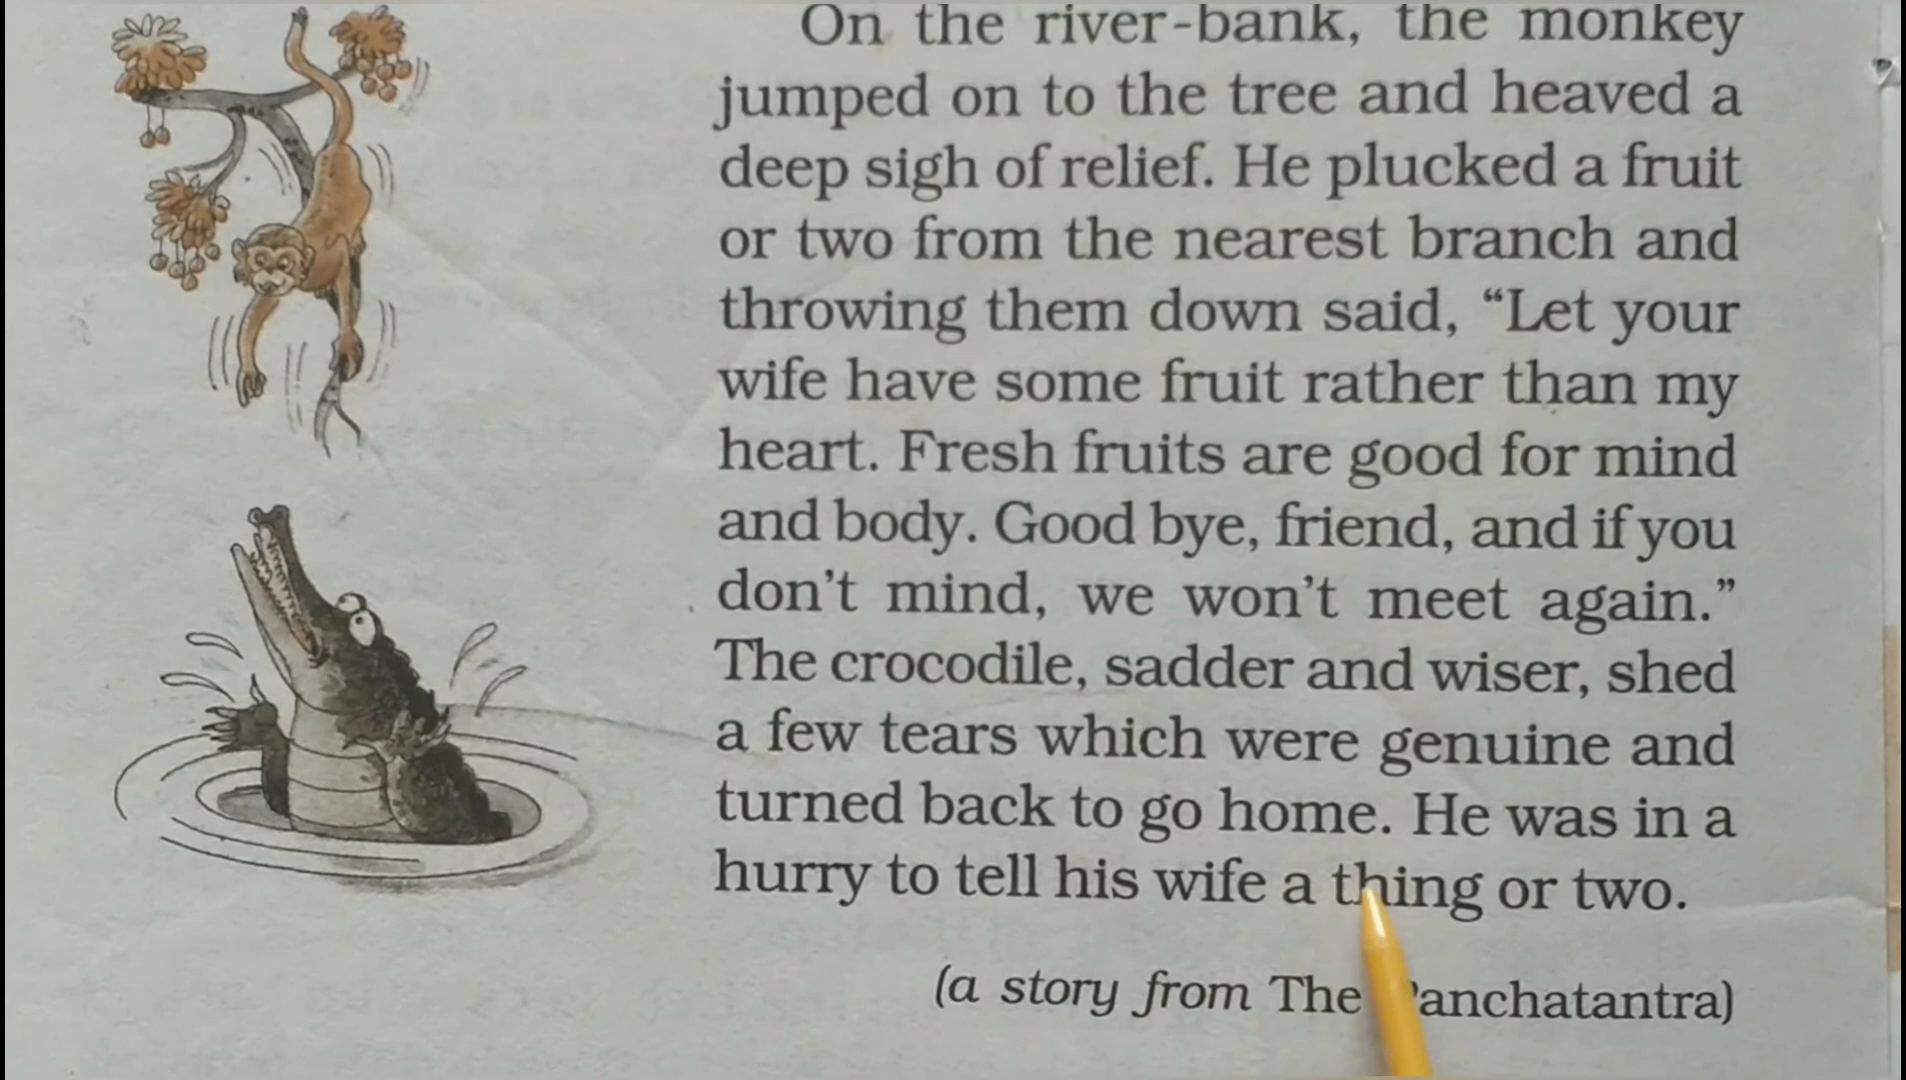 On the river-bank, the monkey
jumped on to the tree and heaved a
deep sigh of relief. He plucked a fruit
or two from the nearest branch and
throwing them down said, “Let your
wife have some fruit rather than my
heart. Fresh fruits are good for mind
and body. Good bye, friend, and if you
don’t mind, we won’t meet again.”
The crocodile, sadder and wiser, shed
a few tears which were genuine and
turned back to go home. He was in a
hurry to tell his wife a thing or two.
(a story from The Panchatantra)